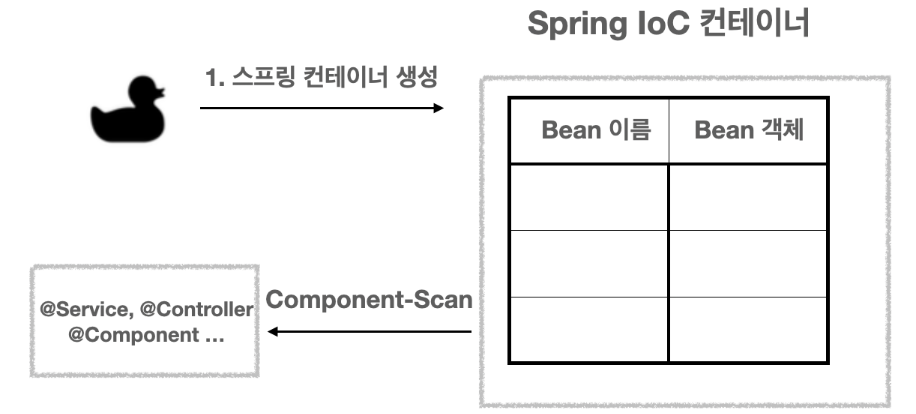 Spring IoC 컨테이너
1. 스프링 컨테이너 생성
Bean 이름
Bean 객체
Component-Scan
@Service, @Controller
@Component ...